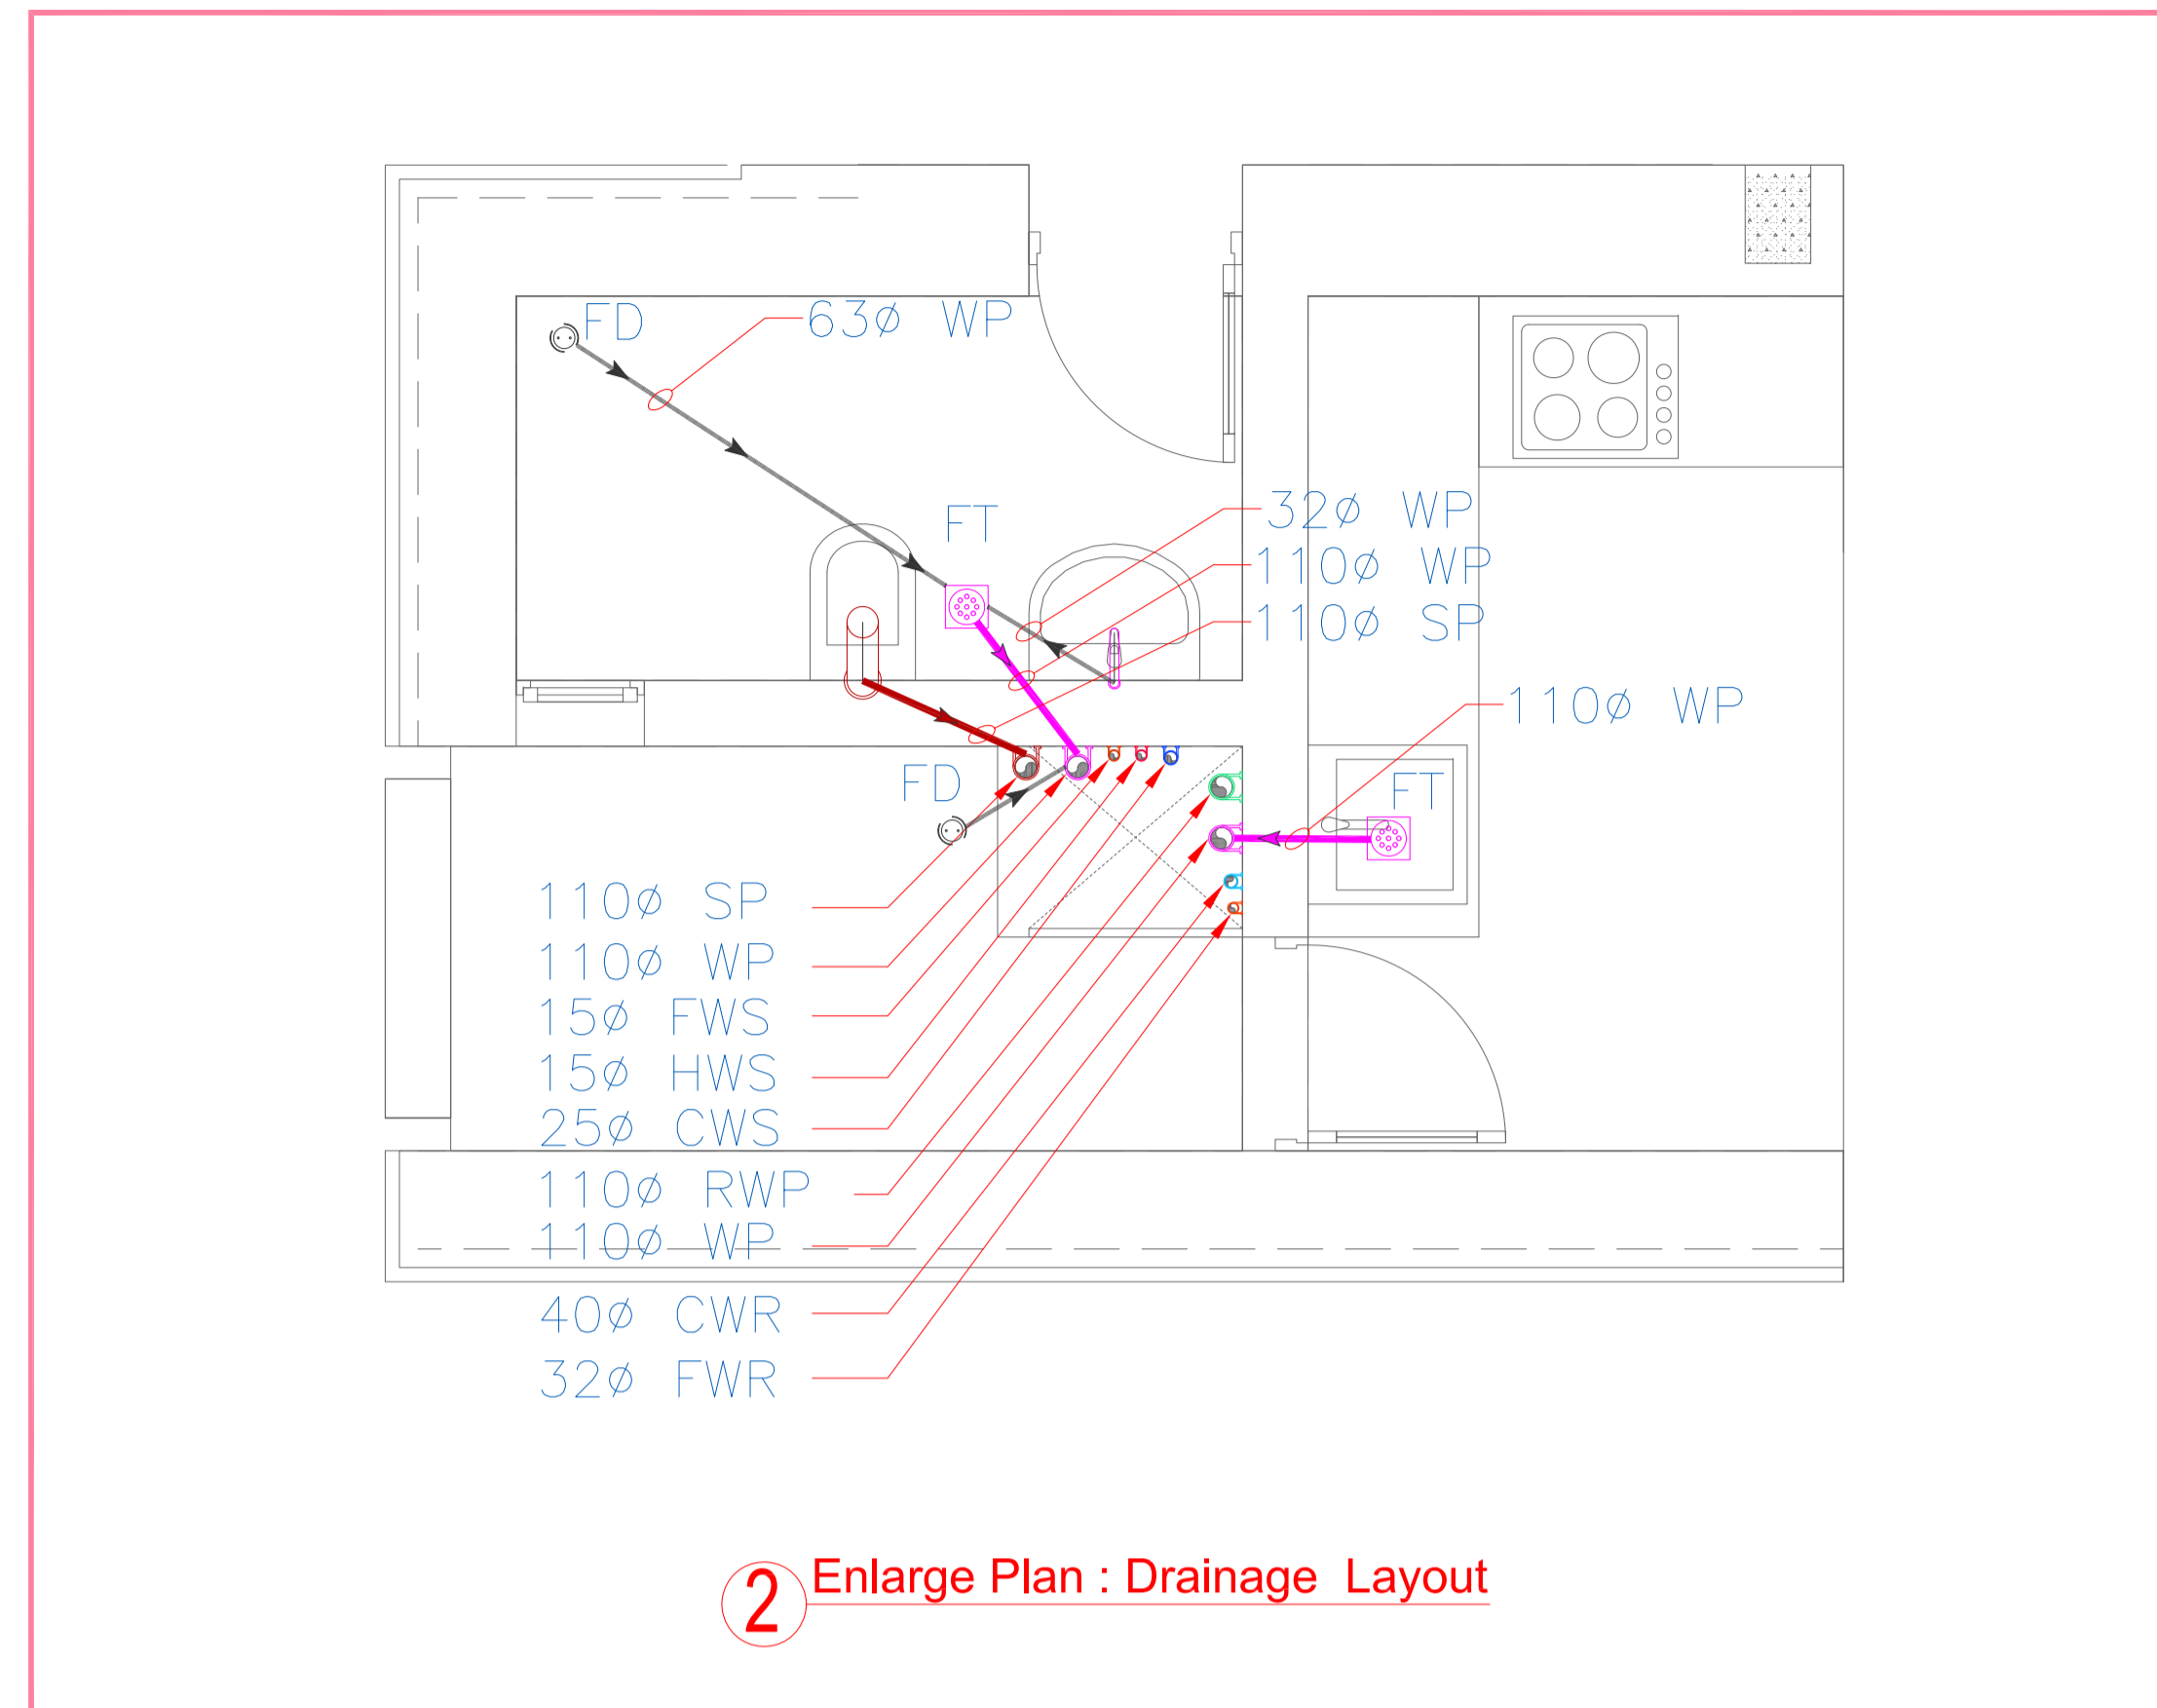 FD
63ø WP
FT
32ø WP
110ø WP
110ø SP
110ø WP
FD
FT
110ø SP
110ø WP
15ø FWS
15ø HWS
25ø CWS
110ø RWP
110ø WP
40ø CWR
32ø FWR
2
Enlarge Plan : Drainage Layout